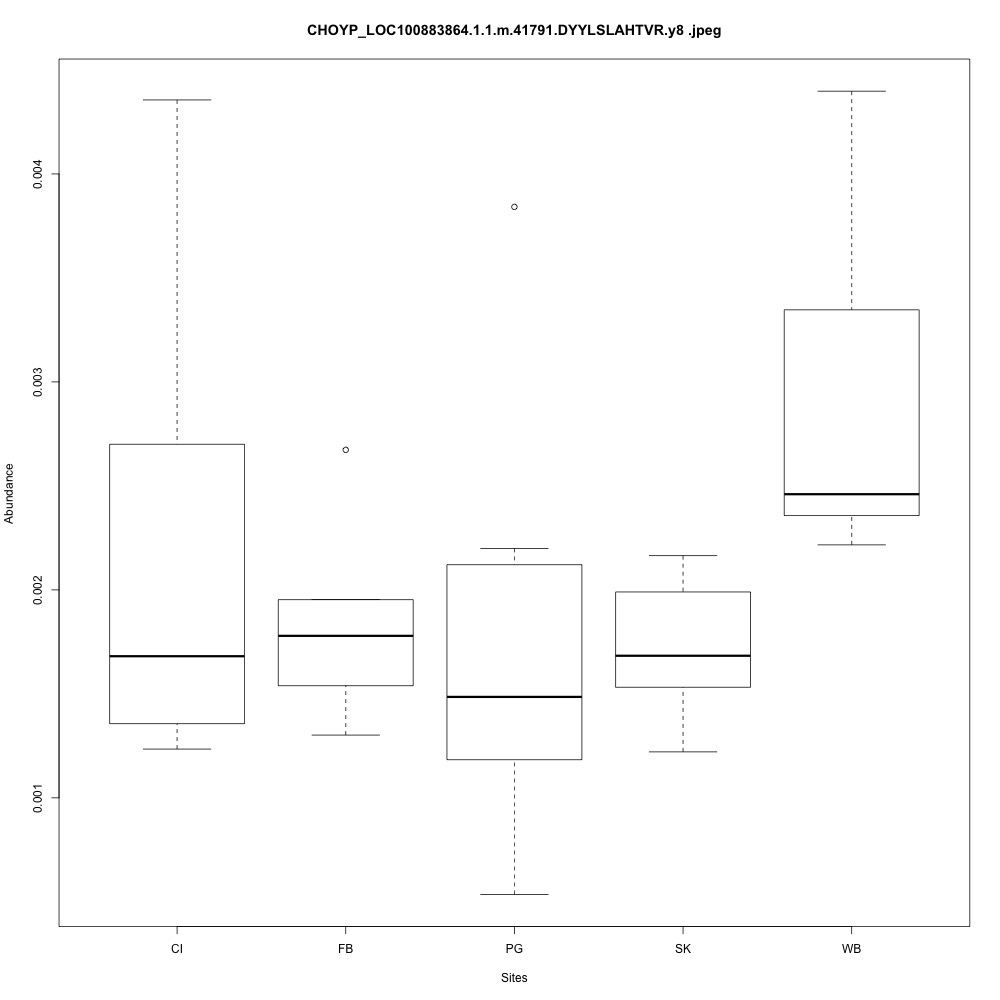 CHOYP_LOC100883864.1.1.m.41791.DYYLSLAHTVR.y8 .jpeg
0.004
0.003
0.002
0.001
Abundance
CI FB PG SK WB
Sites